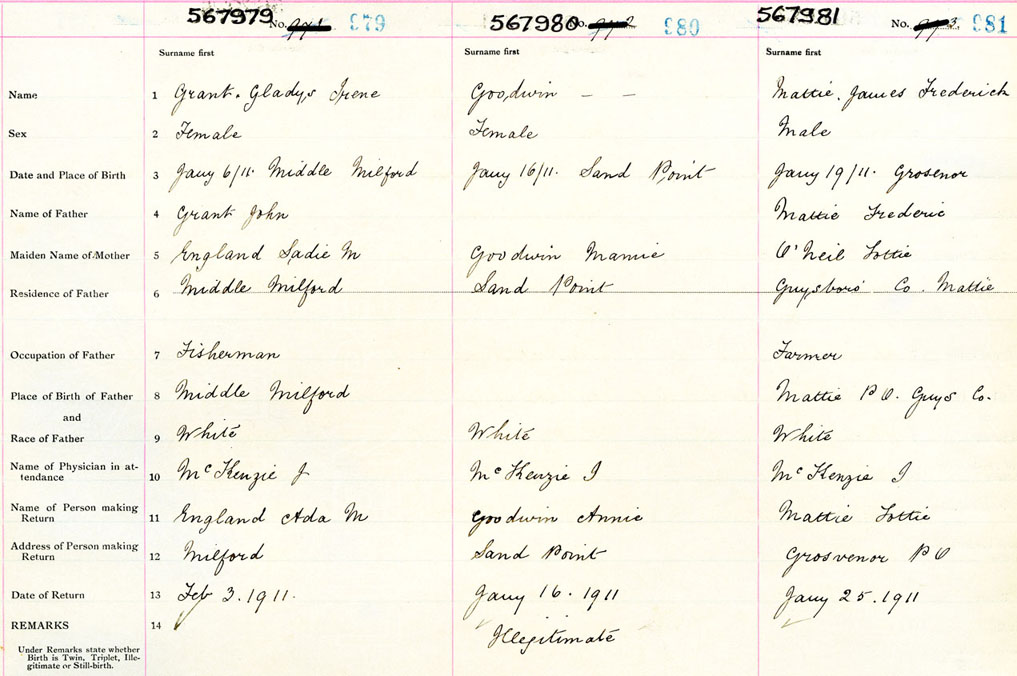 567979 No. 979 567980 No. 992 980 567981 No. 993 981
Surname first Surname first Surname first
Name 1 Grant. Gladys Irene Goodwin — — Mattie. James Frederick
Sex 2 Female Female Male
Date and Place of Birth 3 Jany 6/11. Middle Milford Jany 16/11. Sand Point Jany 19/11. Grosenor
Name of Father 4 Grant John Mattie Frederic
Maiden Name of Mother 5 England Sadie M Goodwin Mamie O'Neil Lottie
Residence of Father 6 Middle Milford Sand Point Guysboro Co. Mattie
Occupation of Father 7 Fisherman Farmer
Place of Birth of Father 8 Middle Milford Mattie P.O. Guys Co.
and
Race of Father 9 White White White
Name of Physician in at-
tendance 10 McKenzie J McKenzie J McKenzie J
Name of Person making
Return 11 England Ada M Goodwin Annie Mattie Lottie
Address of Person making
Return 12 Milford Sand Point Grosvenor P O
Date of Return 13 Feb 3. 1911. Jany 16. 1911 Jany 25. 1911
REMARKS 14 Illegitimate
Under Remarks state whether
Birth is Twin, Triplet, Ille-
gitimate or Still-birth.